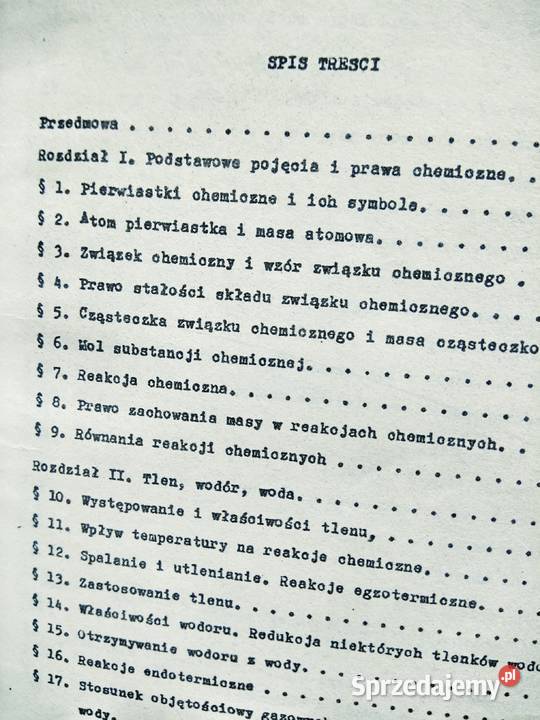 SPIS TRESCI
Przedmowa . . . . . . . . . . . . . . . . . .
Rozdział I. Podstawowe pojęcia i prawa chemiczne. .
§ 1. Pierwiastki chemiczne i ich symbole. . . . . . .
§ 2. Atom pierwiastka i masa atomowa. . . . . . . . .
§ 3. Związek chemiczny i wzór związku chemicznego .
§ 4. Prawo stałości składu związku chemicznego. . . .
§ 5. Cząsteczka związku chemicznego i masa cząsteczko
§ 6. Mol substancji chemicznej. . . . . . . . . . .
§ 7. Reakcja chemiczna. . . . . . . . . . . . . . .
§ 8. Prawo zachowania masy w reakcjach chemicznych. .
§ 9. Równania reakcji chemicznych . . . . . . . . .
Rozdział II. Tlen, wodór, woda. . . . . . . . . . .
§ 10. Występowanie i właściwości tlenu, . . . . . . .
§ 11. Wpływ temperatury na reakcje chemiczne. . . . .
§ 12. Spalanie i utlenianie. Reakcje egzotermiczne. . .
§ 13. Zastosowanie tlenu. . . . . . . . . . . . . .
§ 14. Właściwości wodoru. Redukcja niektórych tlenków wodo
§ 15. Otrzymywanie wodoru z wody. . . . . . . . . .
§ 16. Reakcje endotermiczne . . . . . . . . . . .
§ 17. Stosunek objętościowy gazowyc
wody.
Sprzedajemy.pl